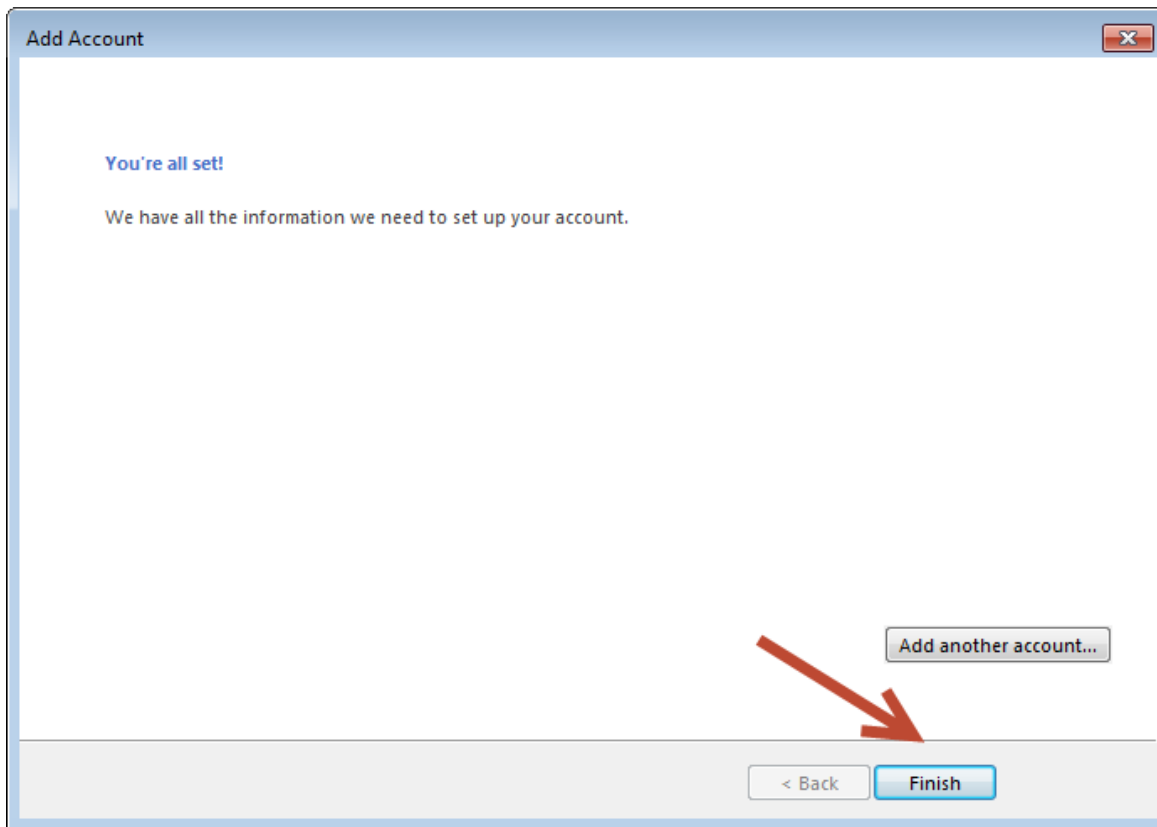 Add Account
You're all set!
We have all the information we need to set up your account.
Add another account...
< Back
Finish